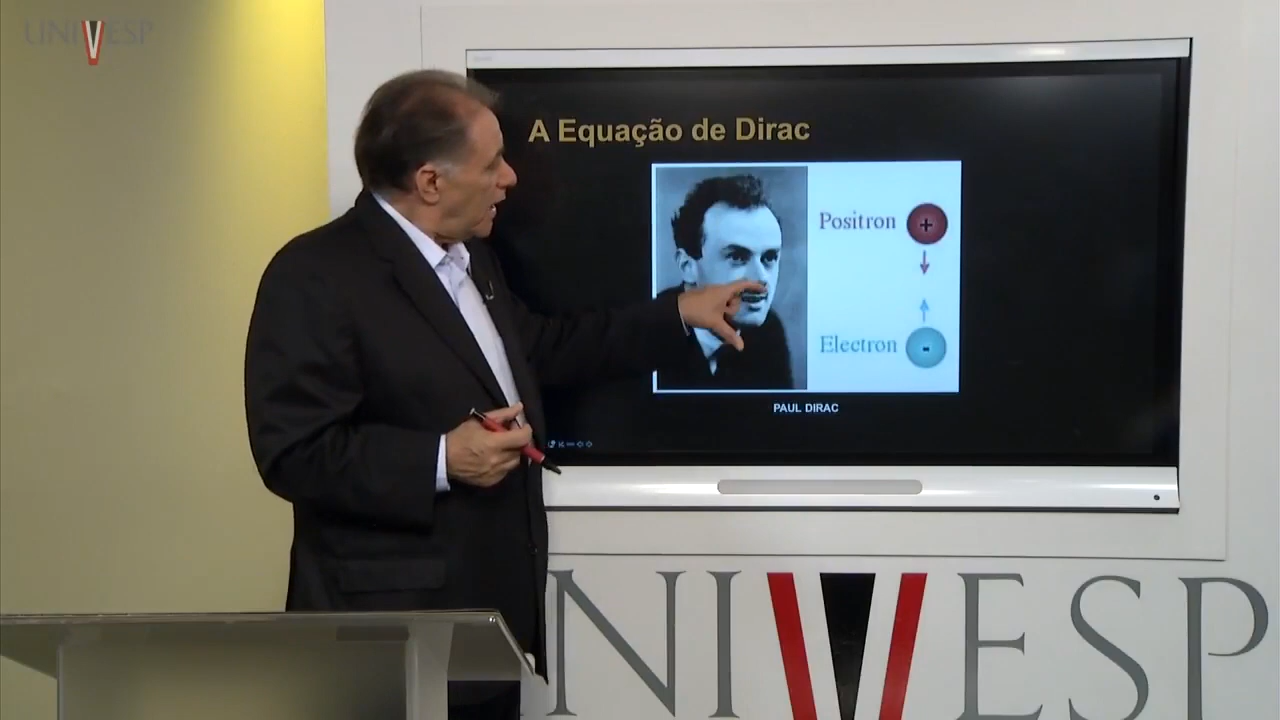 UNIVESP
A Equação de Dirac
Positron
+
Electron
-
PAUL DIRAC
UNIVESP